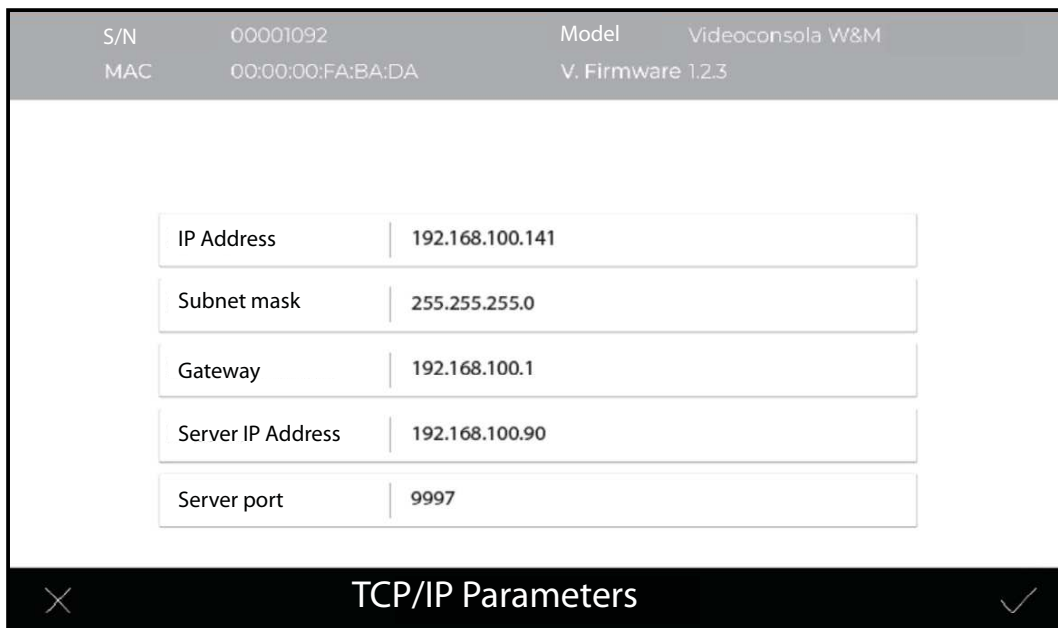 S/N 00001092 Model Videoconsola W&M
MAC 00:00:00:FA:BA:DA V. Firmware 1.2.3
IP Address 192.168.100.141
Subnet mask 255.255.255.0
Gateway 192.168.100.1
Server IP Address 192.168.100.90
Server port 9997
TCP/IP Parameters